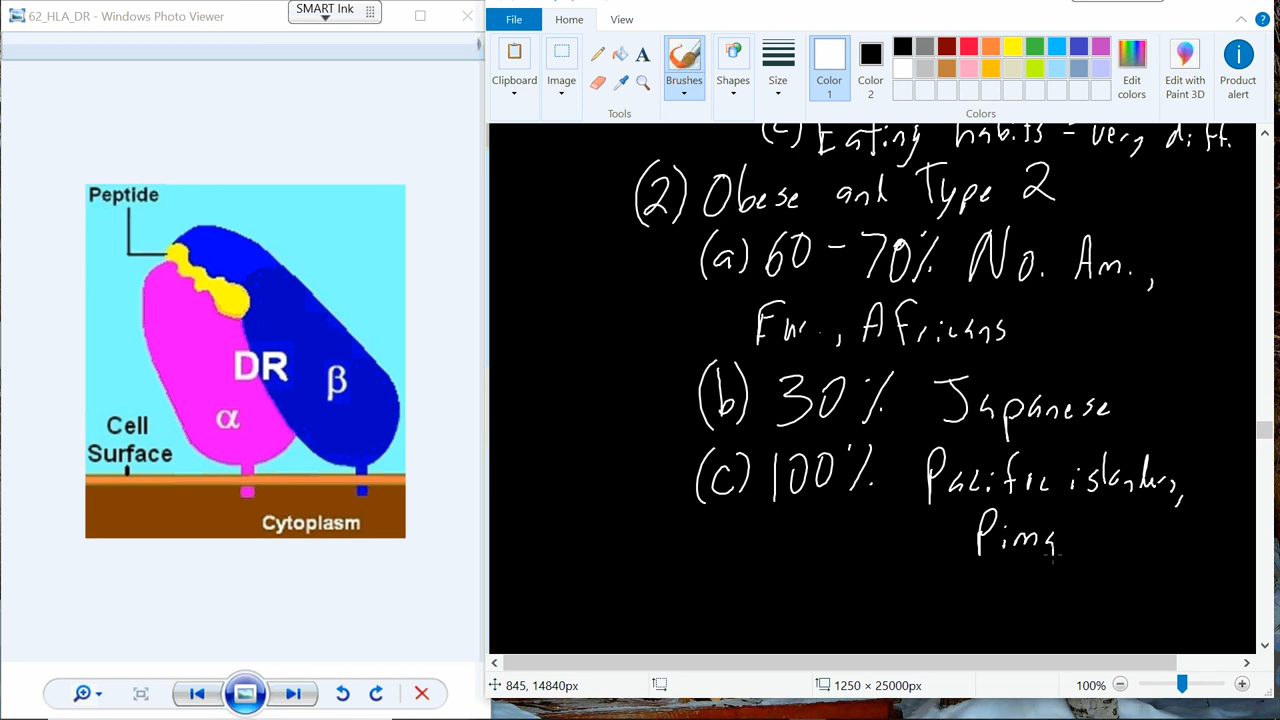 62_HLA_DR - Windows Photo Viewer
SMART Ink
Peptide
DR
β
α
Cell
Surface
Cytoplasm
File
Home
View
Clipboard
Image
Tools
Brushes
Shapes
Size
Color
1
Color
2
Colors
Edit
colors
Edit with
Paint 3D
Product
alert
(c) Eating habits - very diff.
(2) Obese and Type 2
(a) 60 - 70% No. Am.,
Eur., Africans
(b) 30% Japanese
(c) 100% Pacific islanders,
Pima
845, 14840px
1250 × 25000px
100%